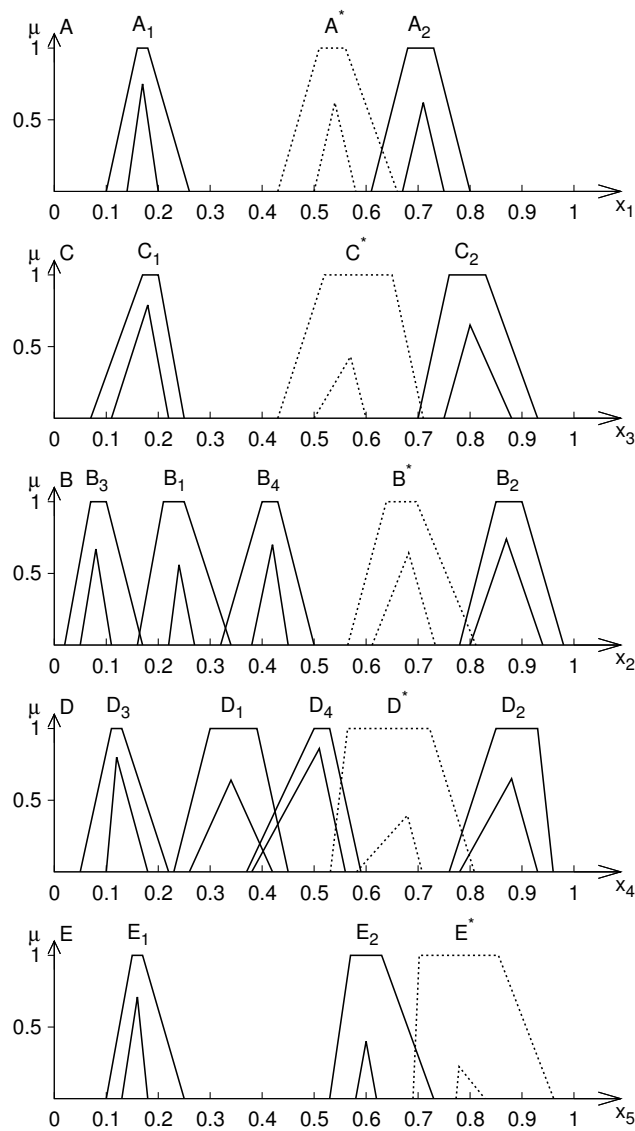 μ A A₁ A* A₂
1
0.5
0 0.1 0.2 0.3 0.4 0.5 0.6 0.7 0.8 0.9 1 x₁
μ C C₁ C* C₂
1
0.5
0 0.1 0.2 0.3 0.4 0.5 0.6 0.7 0.8 0.9 1 x₃
μ B B₃ B₁ B₄ B* B₂
1
0.5
0 0.1 0.2 0.3 0.4 0.5 0.6 0.7 0.8 0.9 1 x₂
μ D D₃ D₁ D₄ D* D₂
1
0.5
0 0.1 0.2 0.3 0.4 0.5 0.6 0.7 0.8 0.9 1 x₄
μ E E₁ E₂ E*
1
0.5
0 0.1 0.2 0.3 0.4 0.5 0.6 0.7 0.8 0.9 1 x₅